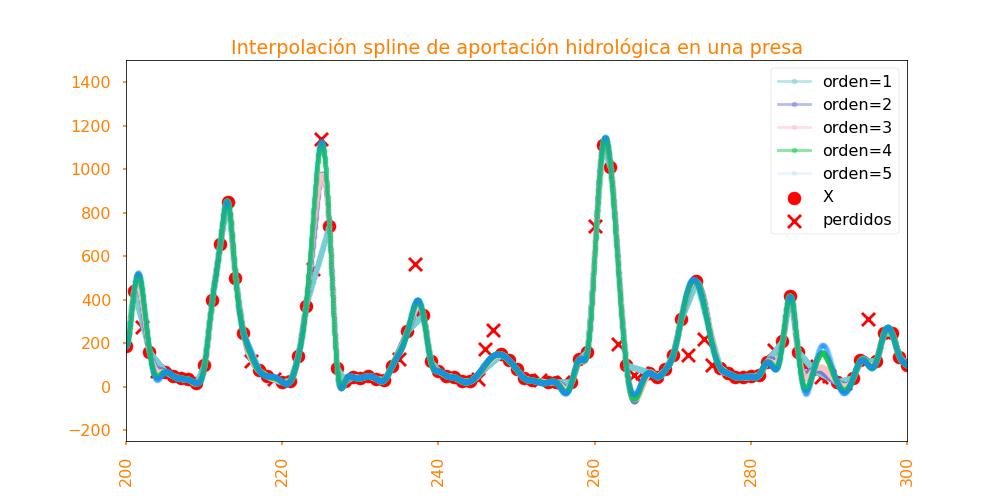 Interpolación spline de aportación hidrológica en una presa
1400
1200
1000
800
600
400
200
0
−200
200
220
240
260
280
300
orden=1
orden=2
orden=3
orden=4
orden=5
X
perdidos